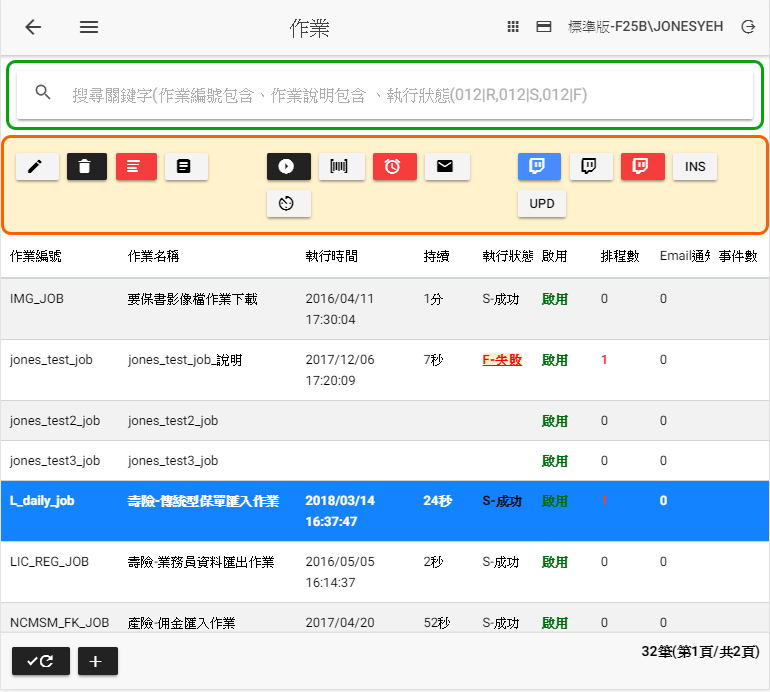 作業
標準版-F25B\JONESYEH
搜尋關鍵字(作業編號包含、作業說明包含 、執行狀態(012|R,012|S,012|F)
INS
UPD
作業編號 作業名稱 執行時間 持續 執行狀態 啟用 排程數 Email通知 事件數
IMG_JOB 要保書影像檔作業下載 2016/04/11 1分 S-成功 啟用 0 0
17:30:04
jones_test_job jones_test_job_說明 2017/12/06 7秒 F-失敗 啟用 1 0
17:20:09
jones_test2_job jones_test2_job 啟用 0 0
jones_test3_job jones_test3_job 啟用 0 0
L_daily_job 壽險-傳統型保單匯入作業 2018/03/14 24秒 S-成功 啟用 1 0
16:37:47
LIC_REG_JOB 壽險-業務員資料匯出作業 2016/05/05 2秒 S-成功 啟用 0 0
16:14:37
NCMSM_FK_JOB 產險-佣金匯入作業 2017/04/20 52秒 S-成功 啟用 0 0
32筆(第1頁/共2頁)